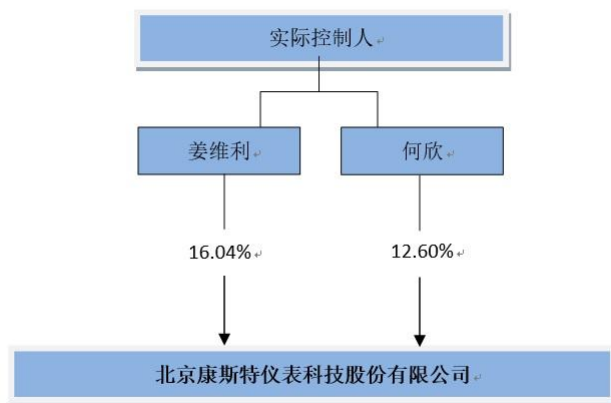 实际控制人
姜维利
何欣
16.04%
12.60%
北京康斯特仪表科技股份有限公司